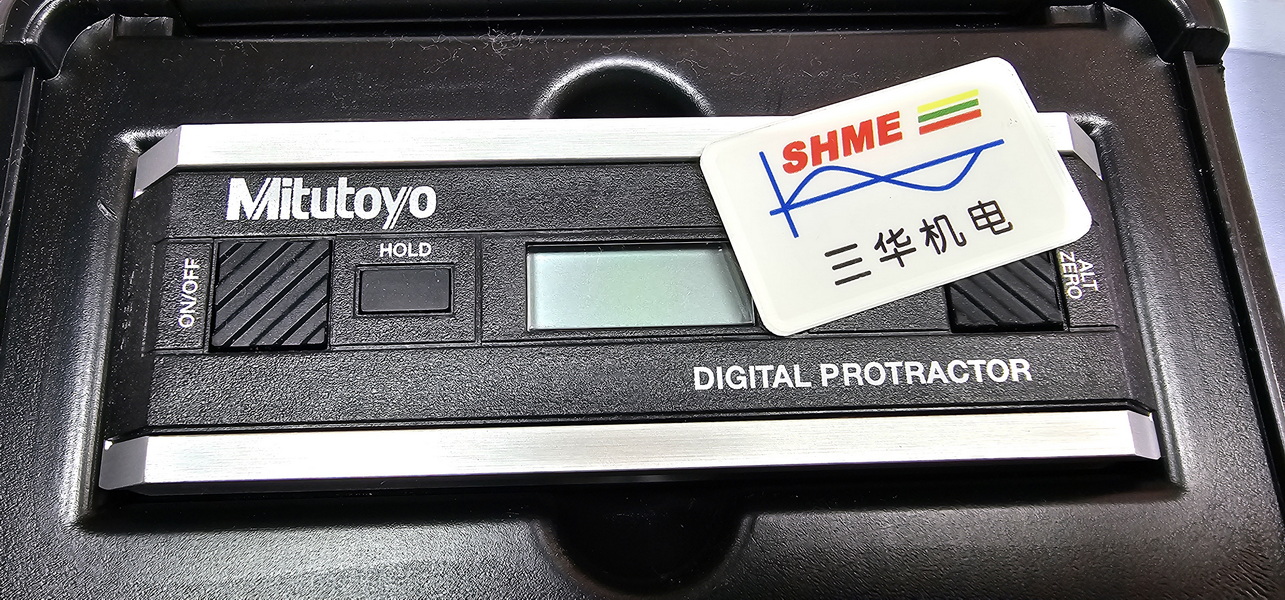 SHME
Mitutoyo
三华机电
HOLD
ON/OFF
ALT
ZERO
DIGITAL PROTRACTOR